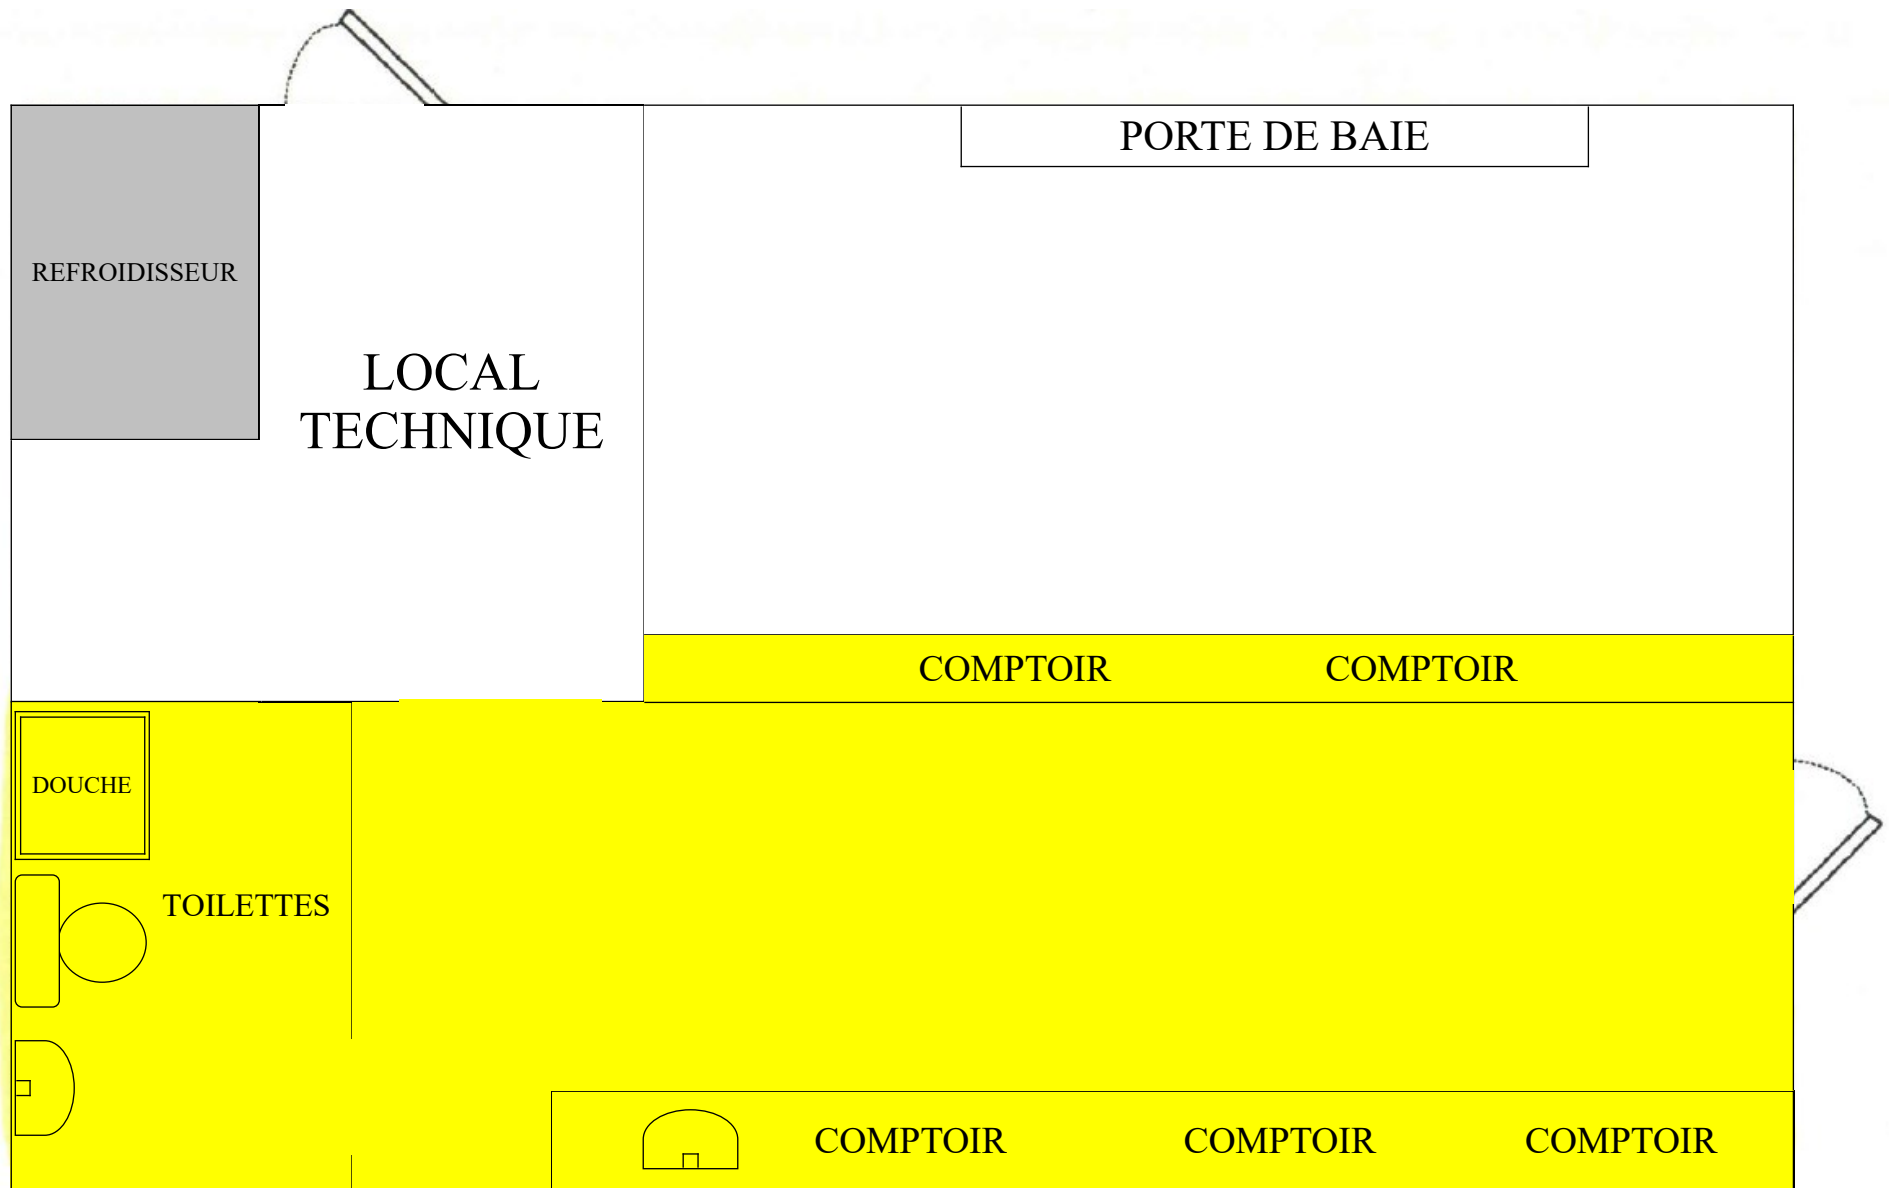 PORTE DE BAIE
REFROIDISSEUR
LOCAL
TECHNIQUE
COMPTOIR COMPTOIR
DOUCHE
TOILETTES
COMPTOIR COMPTOIR COMPTOIR